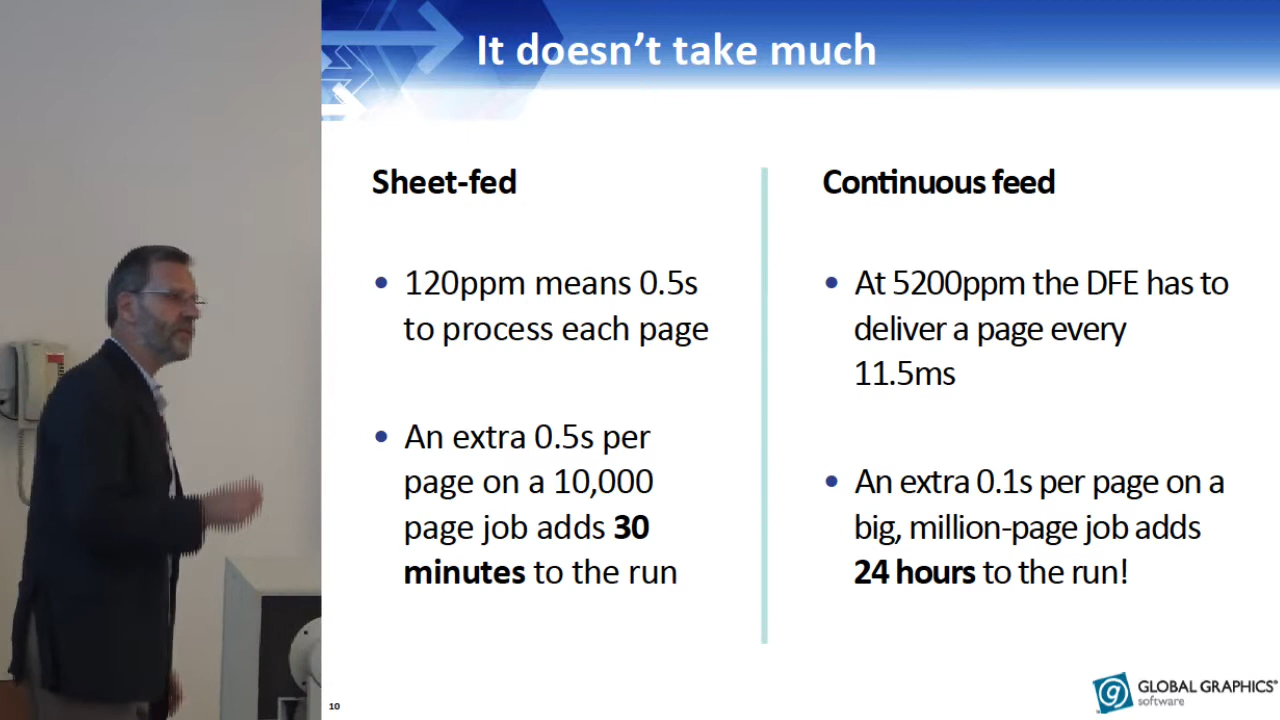 It doesn’t take much
Sheet-fed
• 120ppm means 0.5s
to process each page
• An extra 0.5s per
page on a 10,000
page job adds 30
minutes to the run
Continuous feed
• At 5200ppm the DFE has to
deliver a page every
11.5ms
• An extra 0.1s per page on a
big, million-page job adds
24 hours to the run!
10
g
GLOBAL GRAPHICS®
software